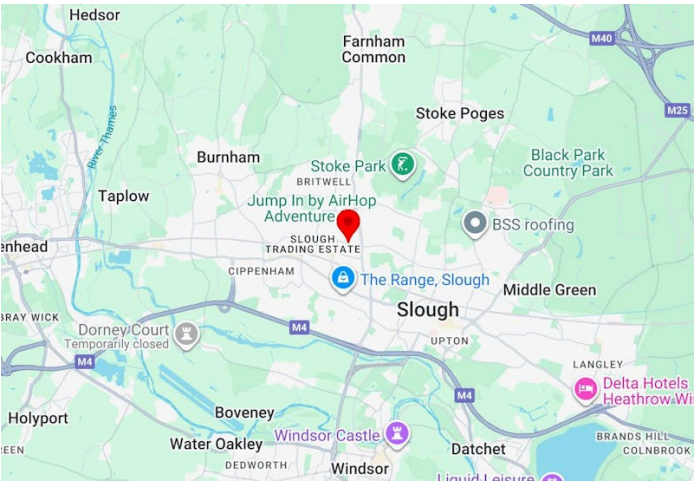 Hedsor
Cookham
Farnham
Common
M40
M25
Stoke Poges
River Thames
Burnham
Stoke Park
BRITWELL
Black Park
Country Park
Taplow
Jump In by AirHop
Adventure
BSS roofing
enhead
SLOUGH
TRADING ESTATE
CIPPENHAM
The Range, Slough
Middle Green
Slough
BRAY WICK
Dorney Court
Temporarily closed
M4
UPTON
M4
LANGLEY
Delta Hotels
Heathrow Wi
M4
Holyport
Boveney
Windsor Castle
Water Oakley
Datchet
BRANDS HILL
COLNBROOK
EEN
DEDWORTH
Windsor
Liquid Leisure